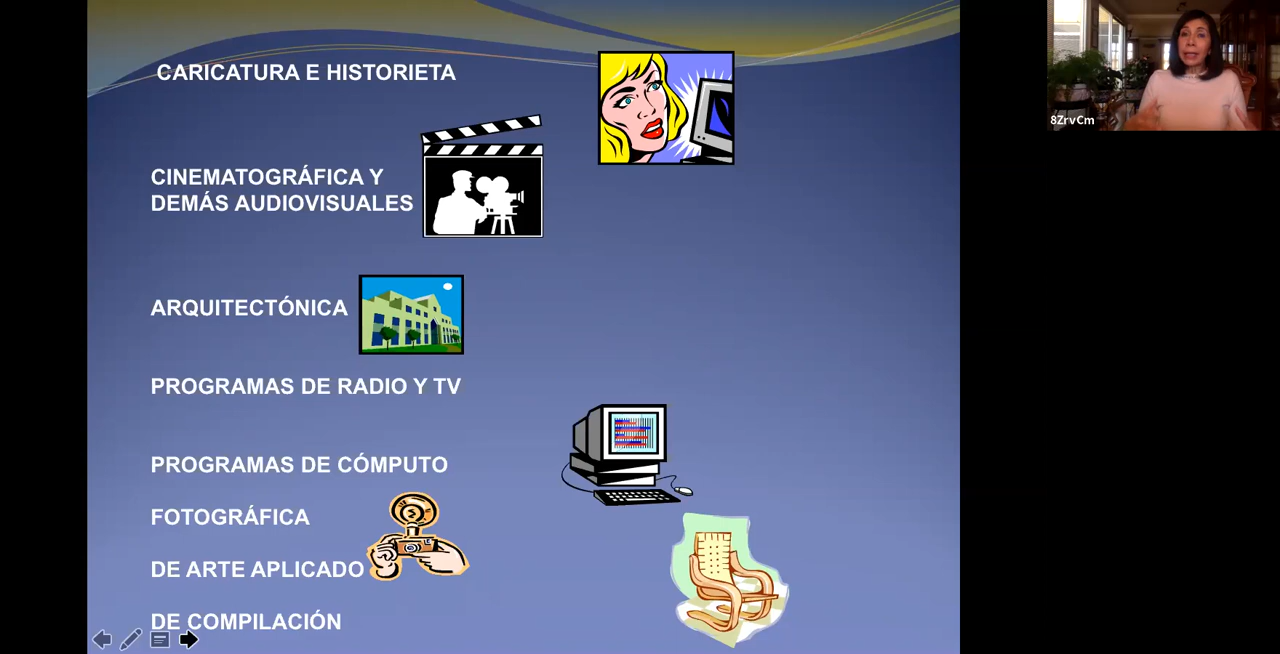 CARICATURA E HISTORIETA
CINEMATOGRÁFICA Y
DEMÁS AUDIOVISUALES
ARQUITECTÓNICA
PROGRAMAS DE RADIO Y TV
PROGRAMAS DE CÓMPUTO
FOTOGRÁFICA
DE ARTE APLICADO
DE COMPILACIÓN
8ZrvCm